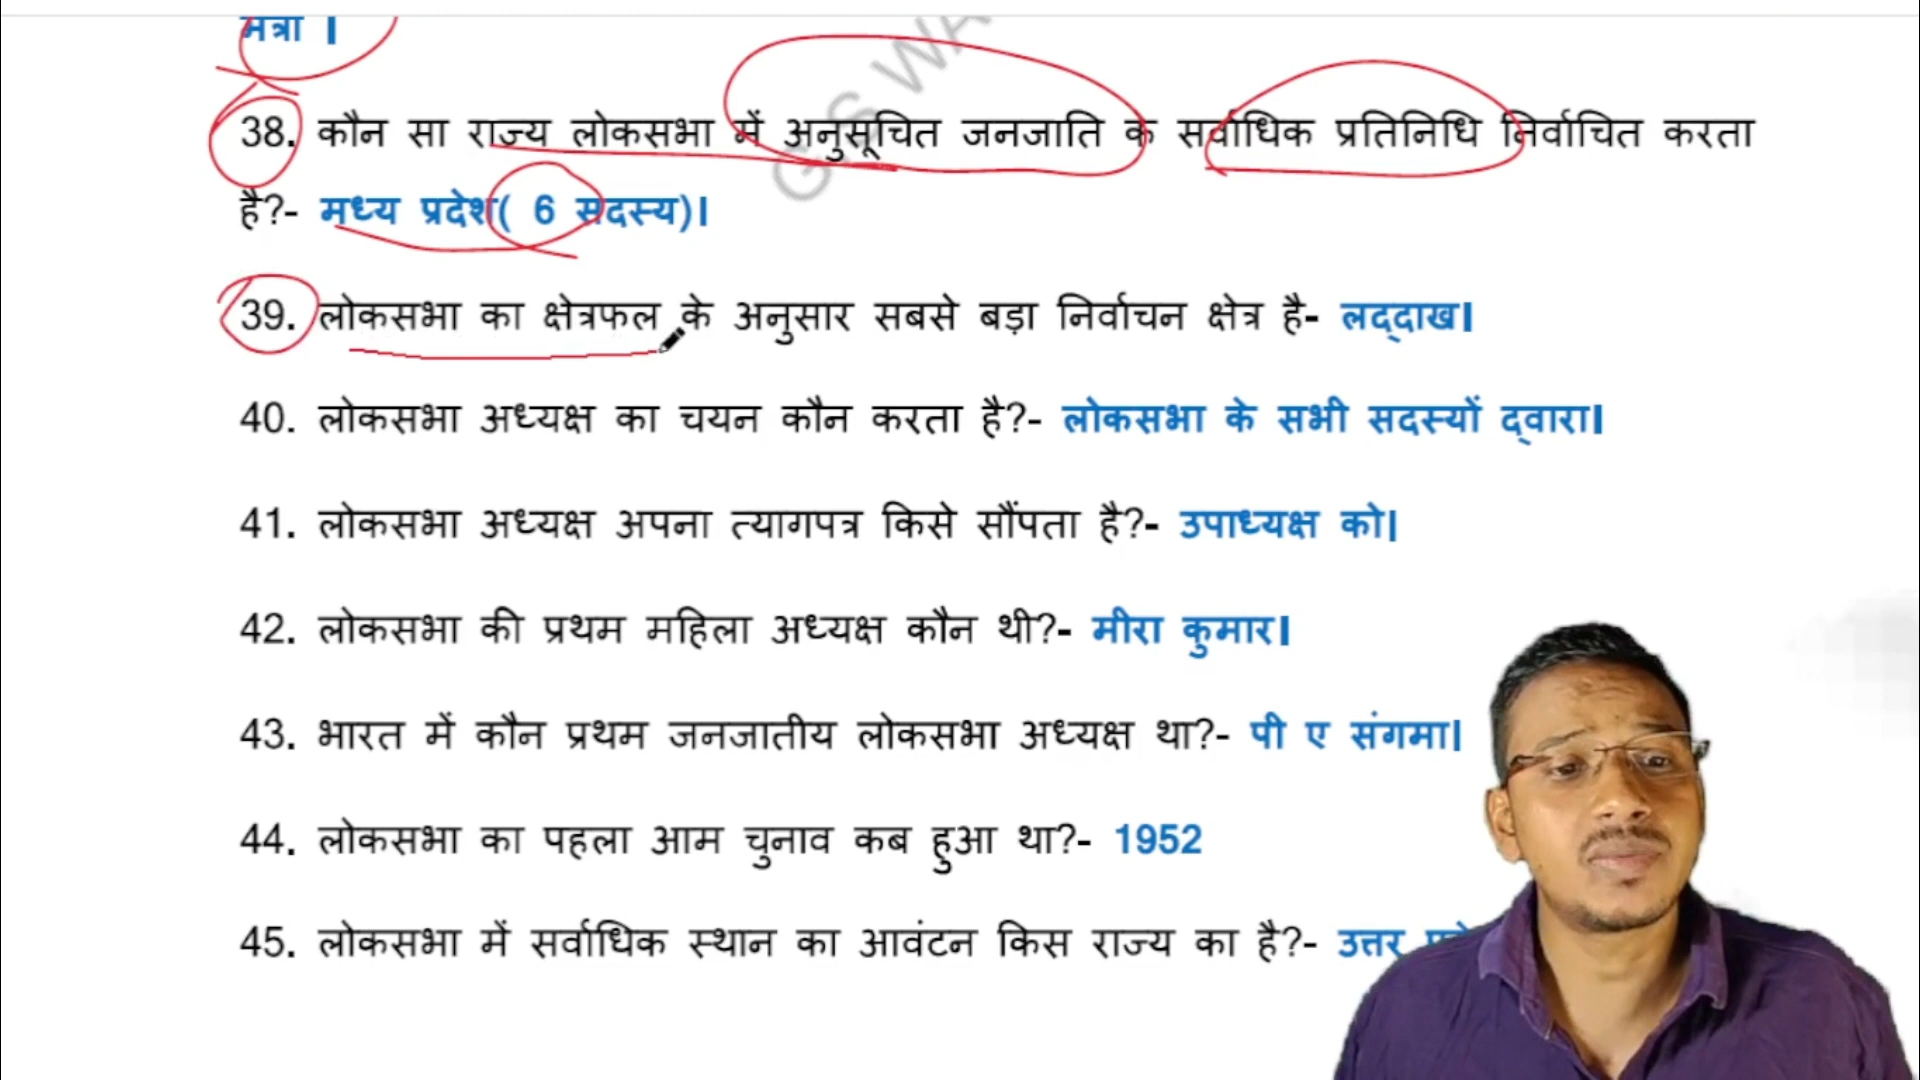 मंत्री ।
38. कौन सा राज्य लोकसभा में अनुसूचित जनजाति के सर्वाधिक प्रतिनिधि निर्वाचित करता
है?- मध्य प्रदेश( 6 सदस्य)।
39. लोकसभा का क्षेत्रफल के अनुसार सबसे बड़ा निर्वाचन क्षेत्र है- लद्दाख।
40. लोकसभा अध्यक्ष का चयन कौन करता है?- लोकसभा के सभी सदस्यों द्वारा।
41. लोकसभा अध्यक्ष अपना त्यागपत्र किसे सौंपता है?- उपाध्यक्ष को।
42. लोकसभा की प्रथम महिला अध्यक्ष कौन थी?- मीरा कुमार।
43. भारत में कौन प्रथम जनजातीय लोकसभा अध्यक्ष था?- पी ए संगमा।
44. लोकसभा का पहला आम चुनाव कब हुआ था?- 1952
45. लोकसभा में सर्वाधिक स्थान का आवंटन किस राज्य का है?- उत्तर